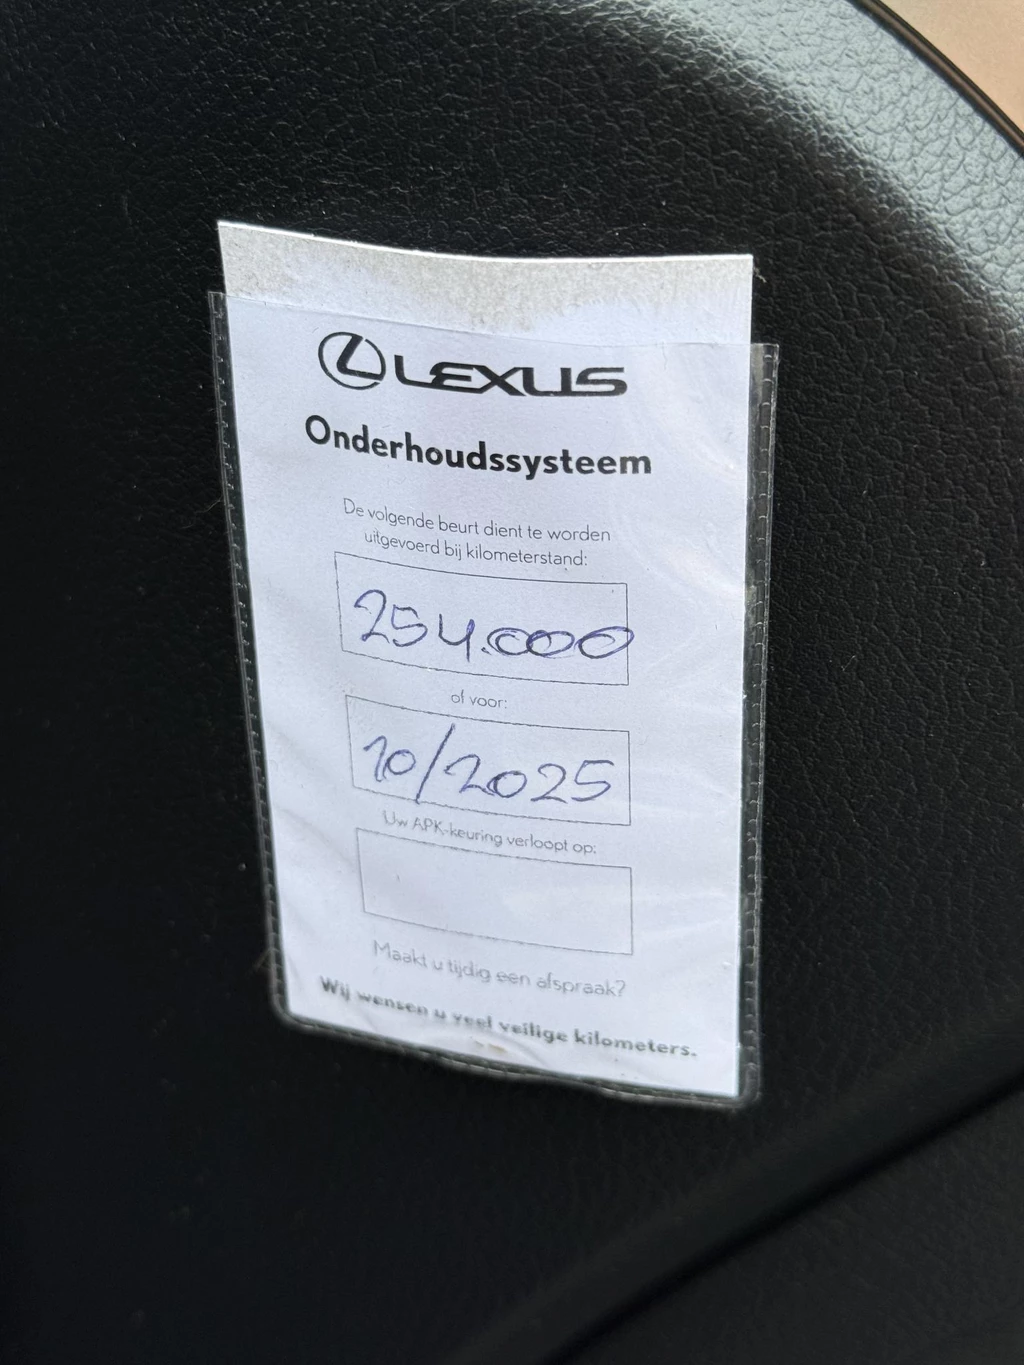 LEXUS
Onderhoudssysteem
De volgende beurt dient te worden
uitgevoerd bij kilometerstand:
254.000
of voor:
10/2025
Uw APK-keuring verloopt op:
Maakt u tijdig een afspraak?
Wij wensen u veel veilige kilometers.